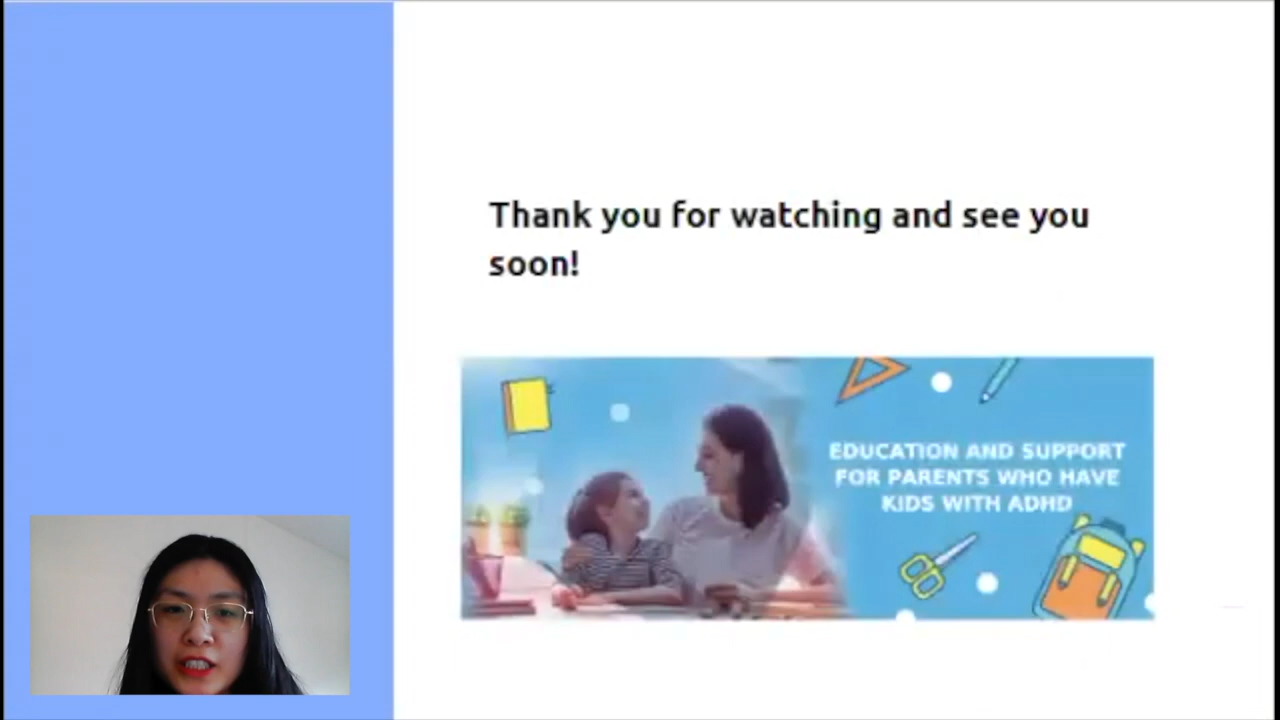 Thank you for watching and see you
soon!
EDUCATION AND SUPPORT
FOR PARENTS WHO HAVE
KIDS WITH ADHD